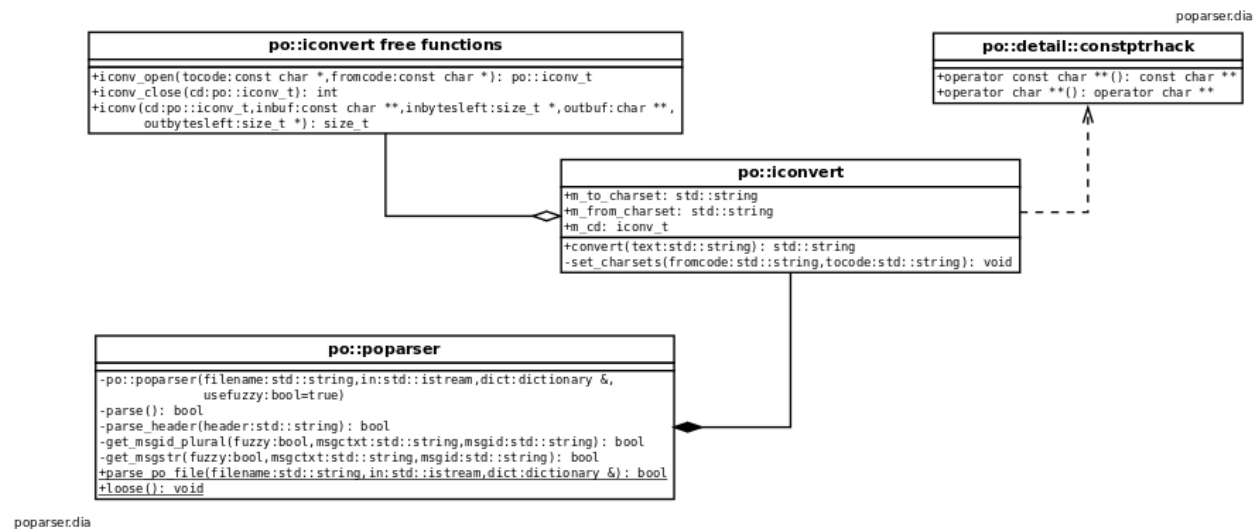 poparser.dia
po::iconvert free functions
+iconv_open(tocode:const char *,fromcode:const char *): po::iconv_t
+iconv_close(cd:po::iconv_t): int
+iconv(cd:po::iconv_t,inbuf:const char **,inbytesleft:size_t *,outbuf:char **,
outbytesleft:size_t *): size_t
po::detail::constptrhack
+operator const char **(): const char **
+operator char **(): operator char **
po::iconvert
+m_to_charset: std::string
+m_from_charset: std::string
+m_cd: iconv_t
+convert(text:std::string): std::string
-set_charsets(fromcode:std::string,tocode:std::string): void
po::poparser
-po::poparser(filename:std::string,in:std::istream,dict:dictionary &,
usefuzzy:bool=true)
-parse(): bool
-parse_header(header:std::string): bool
-get_msgid_plural(fuzzy:bool,msgctxt:std::string,msgid:std::string): bool
-get_msgstr(fuzzy:bool,msgctxt:std::string,msgid:std::string): bool
+parse_po_file(filename:std::string,in:std::istream,dict:dictionary &): bool
+loose(): void
poparser.dia